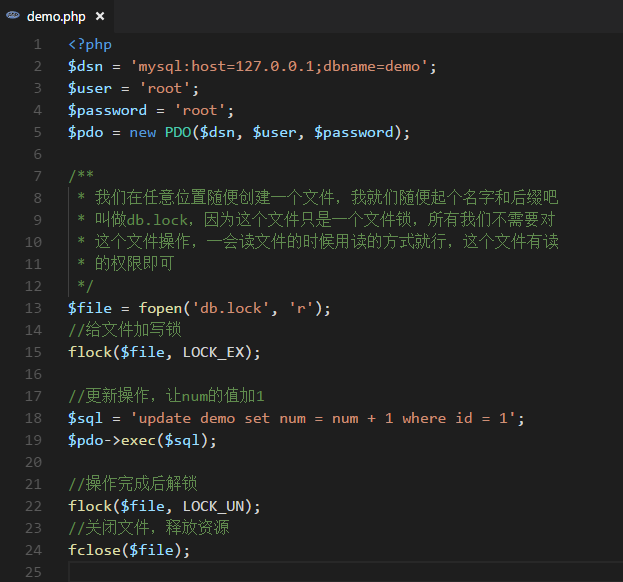 demo.php ×
1 <?php
2 $dsn = 'mysql:host=127.0.0.1;dbname=demo';
3 $user = 'root';
4 $password = 'root';
5 $pdo = new PDO($dsn, $user, $password);
6
7 /**
8  * 我们在任意位置随便创建一个文件，我就们随便起个名字和后缀吧
9  * 叫做db.lock，因为这个文件只是一个文件锁，所有我们不需要对
10  * 这个文件操作，一会读文件的时候用读的方式就行，这个文件有读
11  * 的权限即可
12  */
13 $file = fopen('db.lock', 'r');
14 //给文件加写锁
15 flock($file, LOCK_EX);
16
17 //更新操作，让num的值加1
18 $sql = 'update demo set num = num + 1 where id = 1';
19 $pdo->exec($sql);
20
21 //操作完成后解锁
22 flock($file, LOCK_UN);
23 //关闭文件，释放资源
24 fclose($file);
25